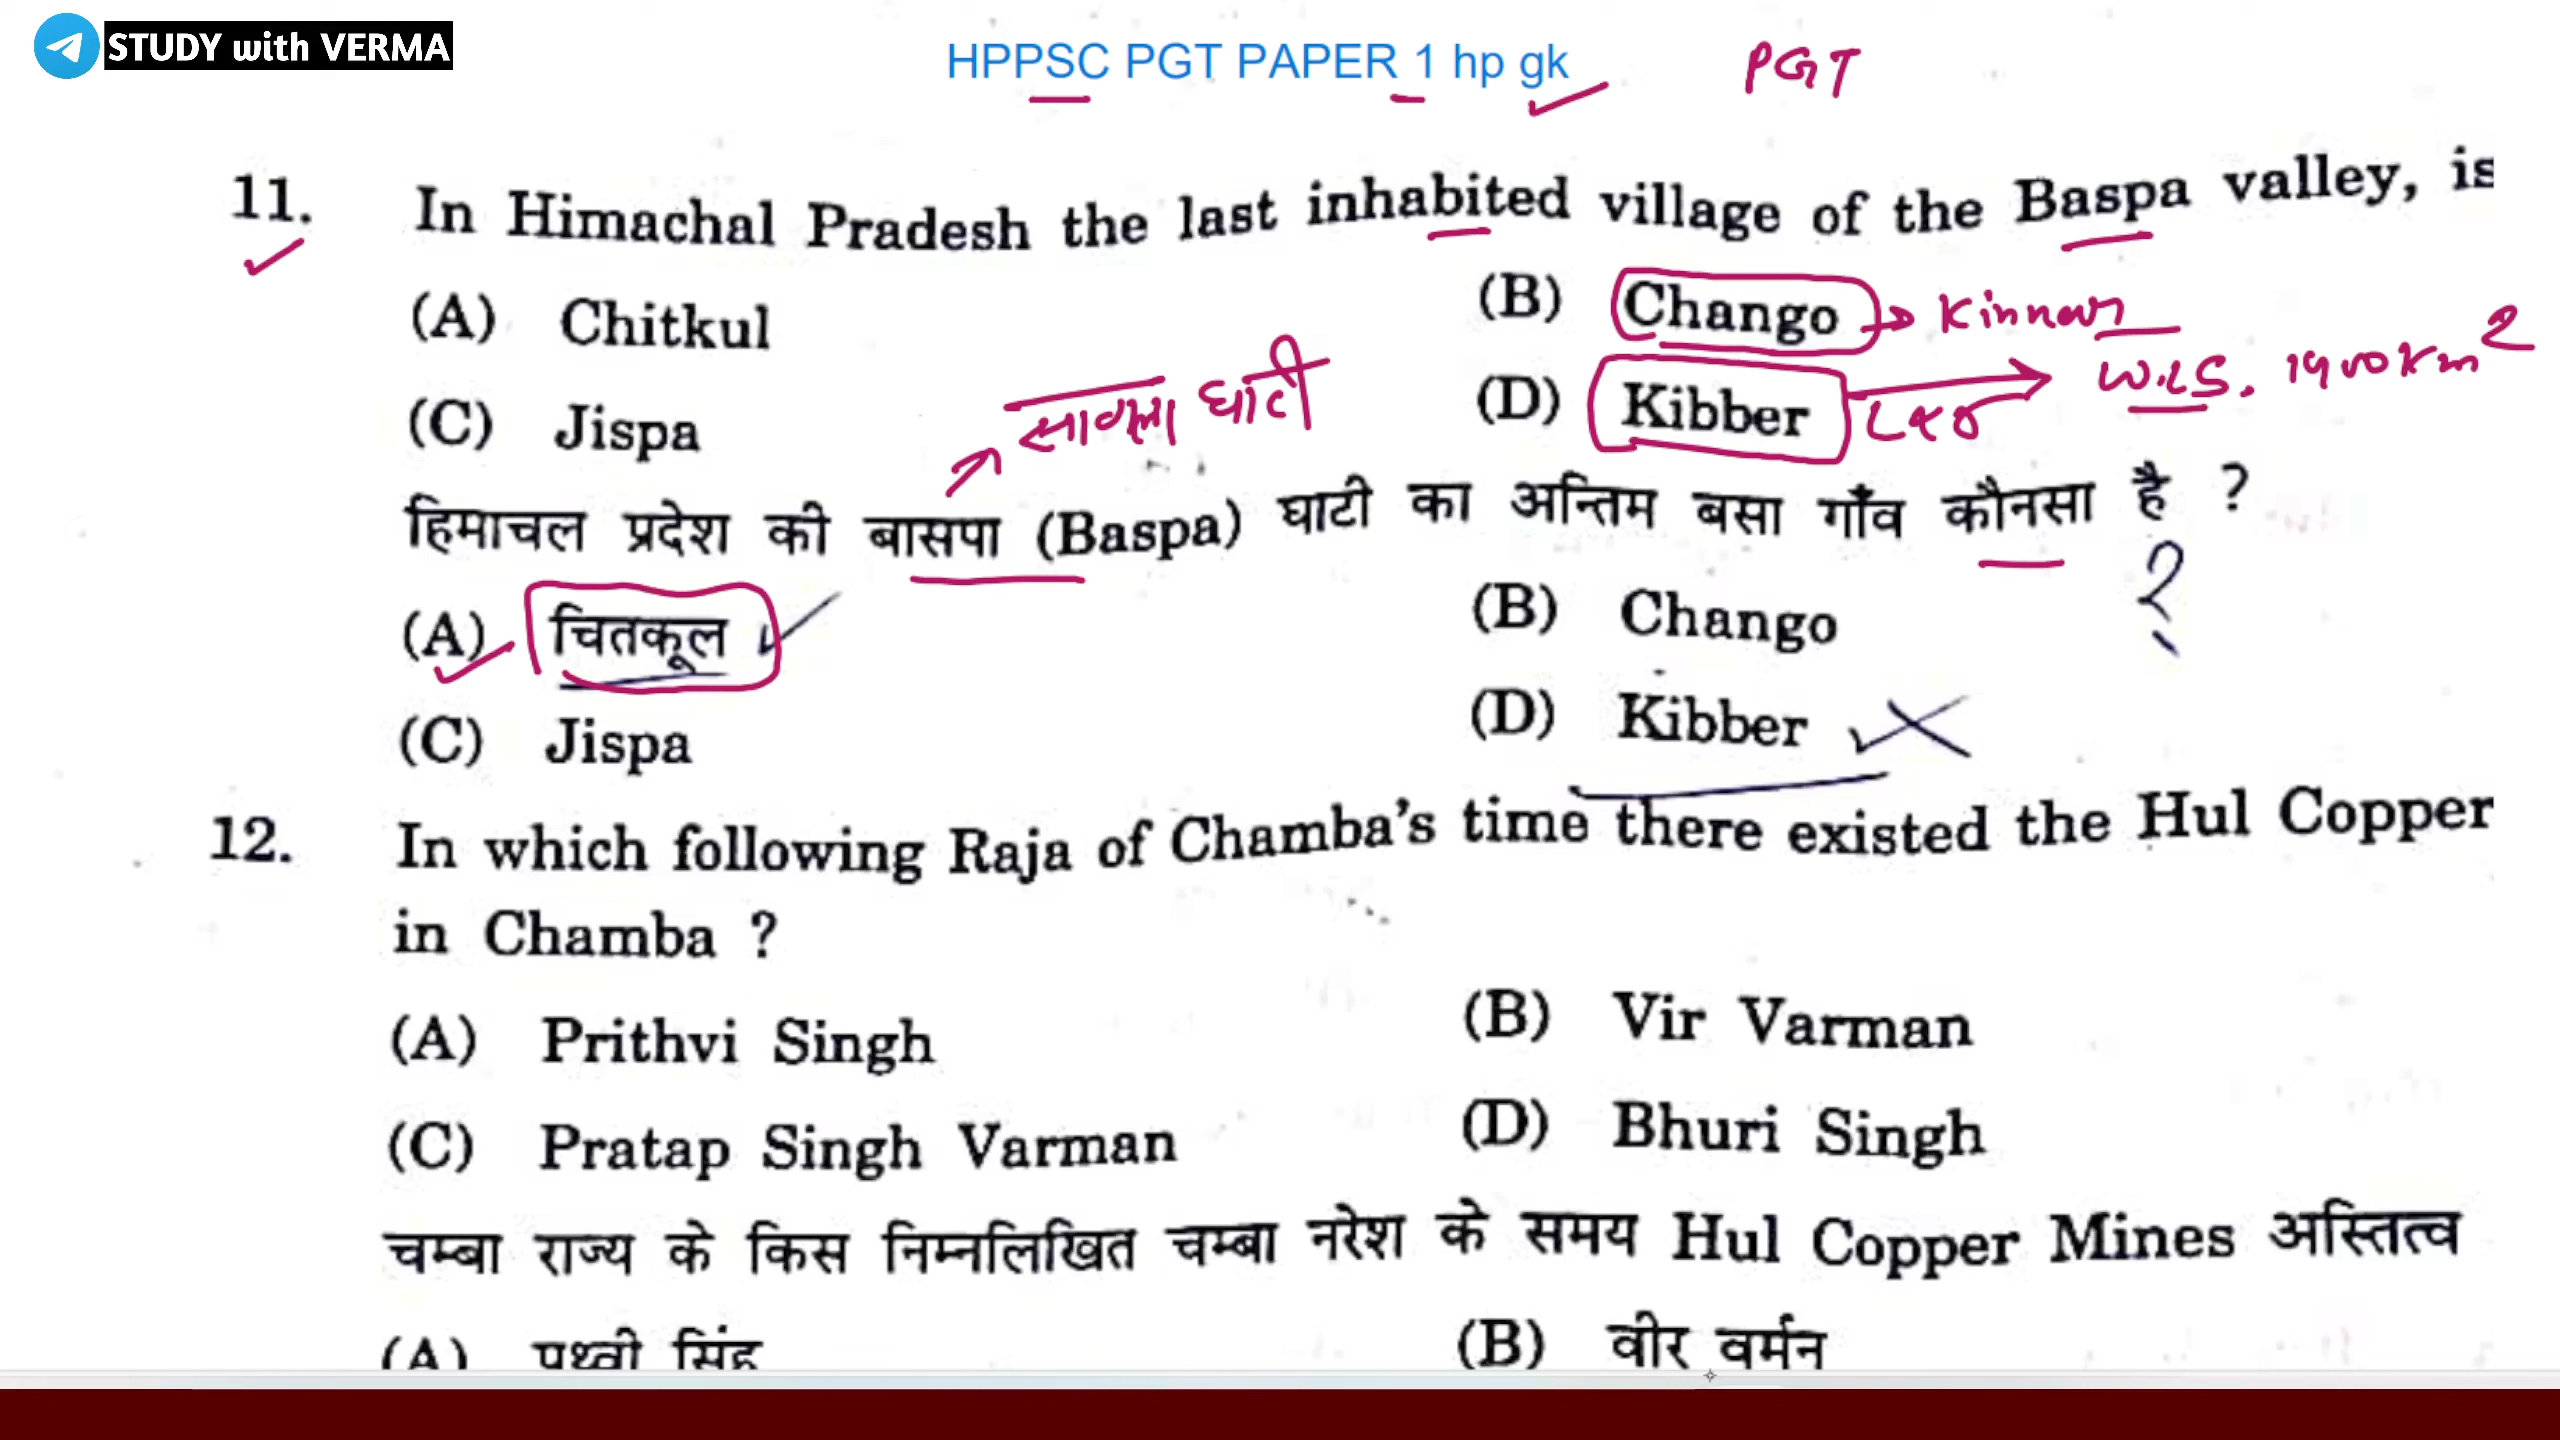 STUDY with VERMA
HPPSC PGT PAPER 1 hp gk PGT
11. In Himachal Pradesh the last inhabited village of the Baspa valley, is
(A) Chitkul (B) Chango → Kinnaur
(C) Jispa (D) Kibber → W.L.S. 1400 km²
L&S
सांगला घाटी
हिमाचल प्रदेश की बासपा (Baspa) घाटी का अन्तिम बसा गाँव कौनसा है ?
(A) चितकूल (B) Chango
(C) Jispa (D) Kibber
12. In which following Raja of Chamba's time there existed the Hul Copper
in Chamba ?
(A) Prithvi Singh (B) Vir Varman
(C) Pratap Singh Varman (D) Bhuri Singh
चम्बा राज्य के किस निम्नलिखित चम्बा नरेश के समय Hul Copper Mines अस्तित्व
(A) पृथ्वी सिंह (B) वीर वर्मन